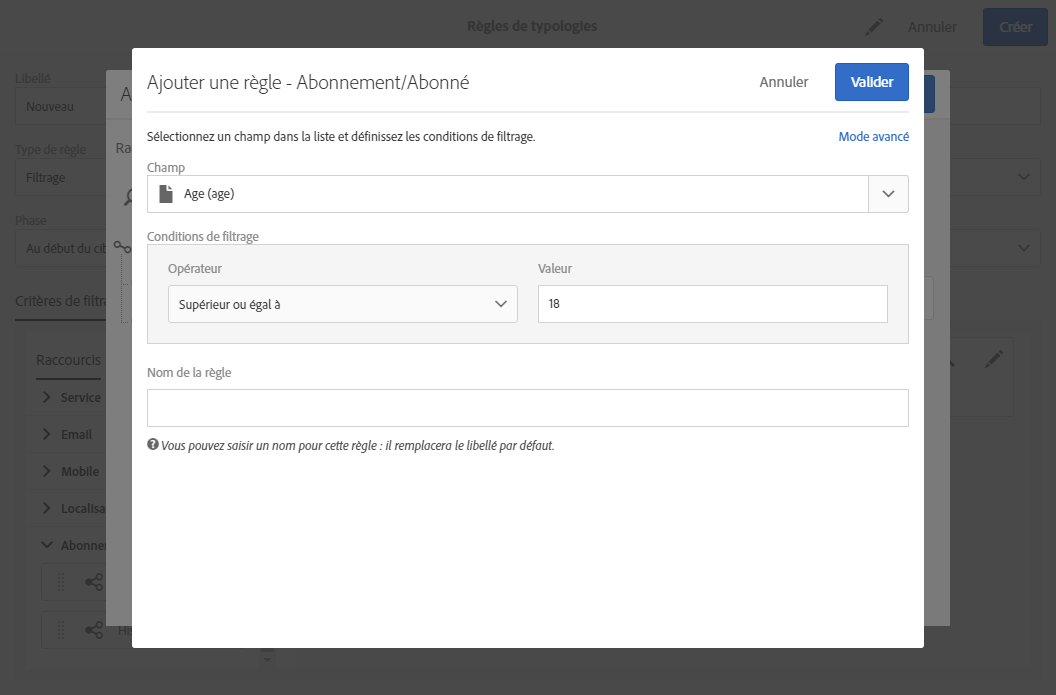 Règles de typologies
Annuler
Créer
Libellé
Nouveau
Type de règle
Filtrage
Phase
Au début du cib
Critères de filtra
Raccourcis
Service
Email
Mobile
Localisa
Abonne
A
Ra
Ajouter une règle - Abonnement/Abonné
Annuler
Valider
Sélectionnez un champ dans la liste et définissez les conditions de filtrage.
Mode avancé
Champ
Age (age)
Conditions de filtrage
Opérateur
Valeur
Supérieur ou égal à
18
Nom de la règle
Vous pouvez saisir un nom pour cette règle : il remplacera le libellé par défaut.